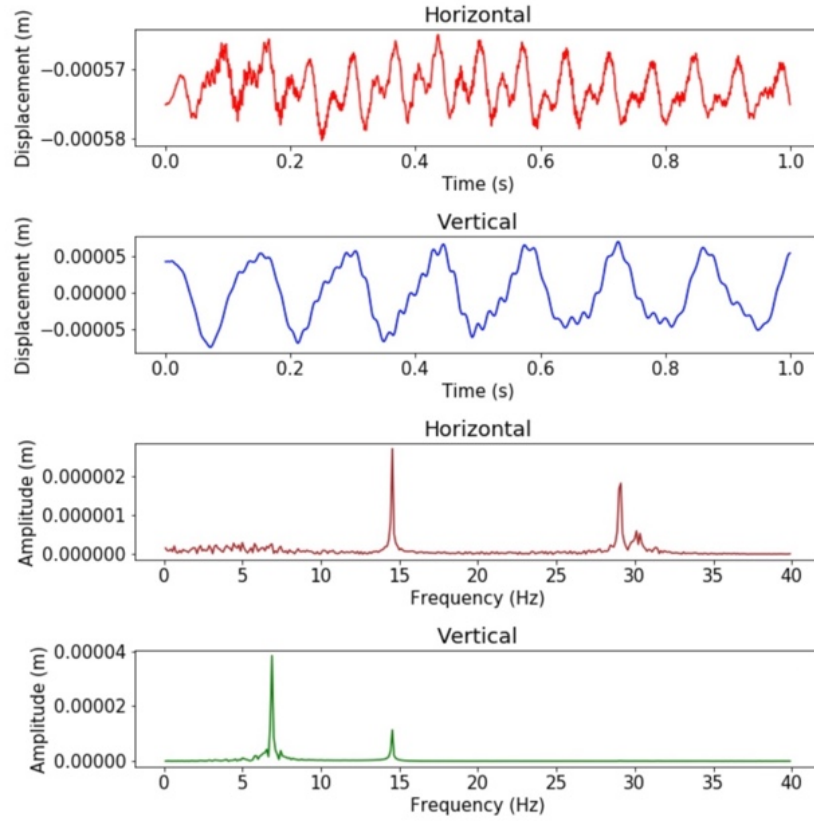 Horizontal
Displacement (m)
−0.00057
−0.00058
0.0 0.2 0.4 0.6 0.8 1.0
Time (s)
Vertical
Displacement (m)
0.00005
0.00000
−0.00005
0.0 0.2 0.4 0.6 0.8 1.0
Time (s)
Horizontal
Amplitude (m)
0.000002
0.000001
0.000000
0 5 10 15 20 25 30 35 40
Frequency (Hz)
Vertical
Amplitude (m)
0.00004
0.00002
0.00000
0 5 10 15 20 25 30 35 40
Frequency (Hz)